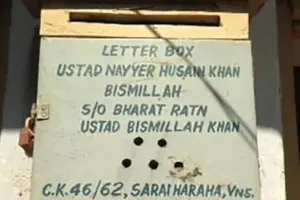 LETTER BOX
USTAD NAYYER HUSAIN KHAN
BISMILLAH
S/O BHARAT RATN
USTAD BISMILLAH KHAN
C.K. 46/62, SARAI HARAHA, VNS.